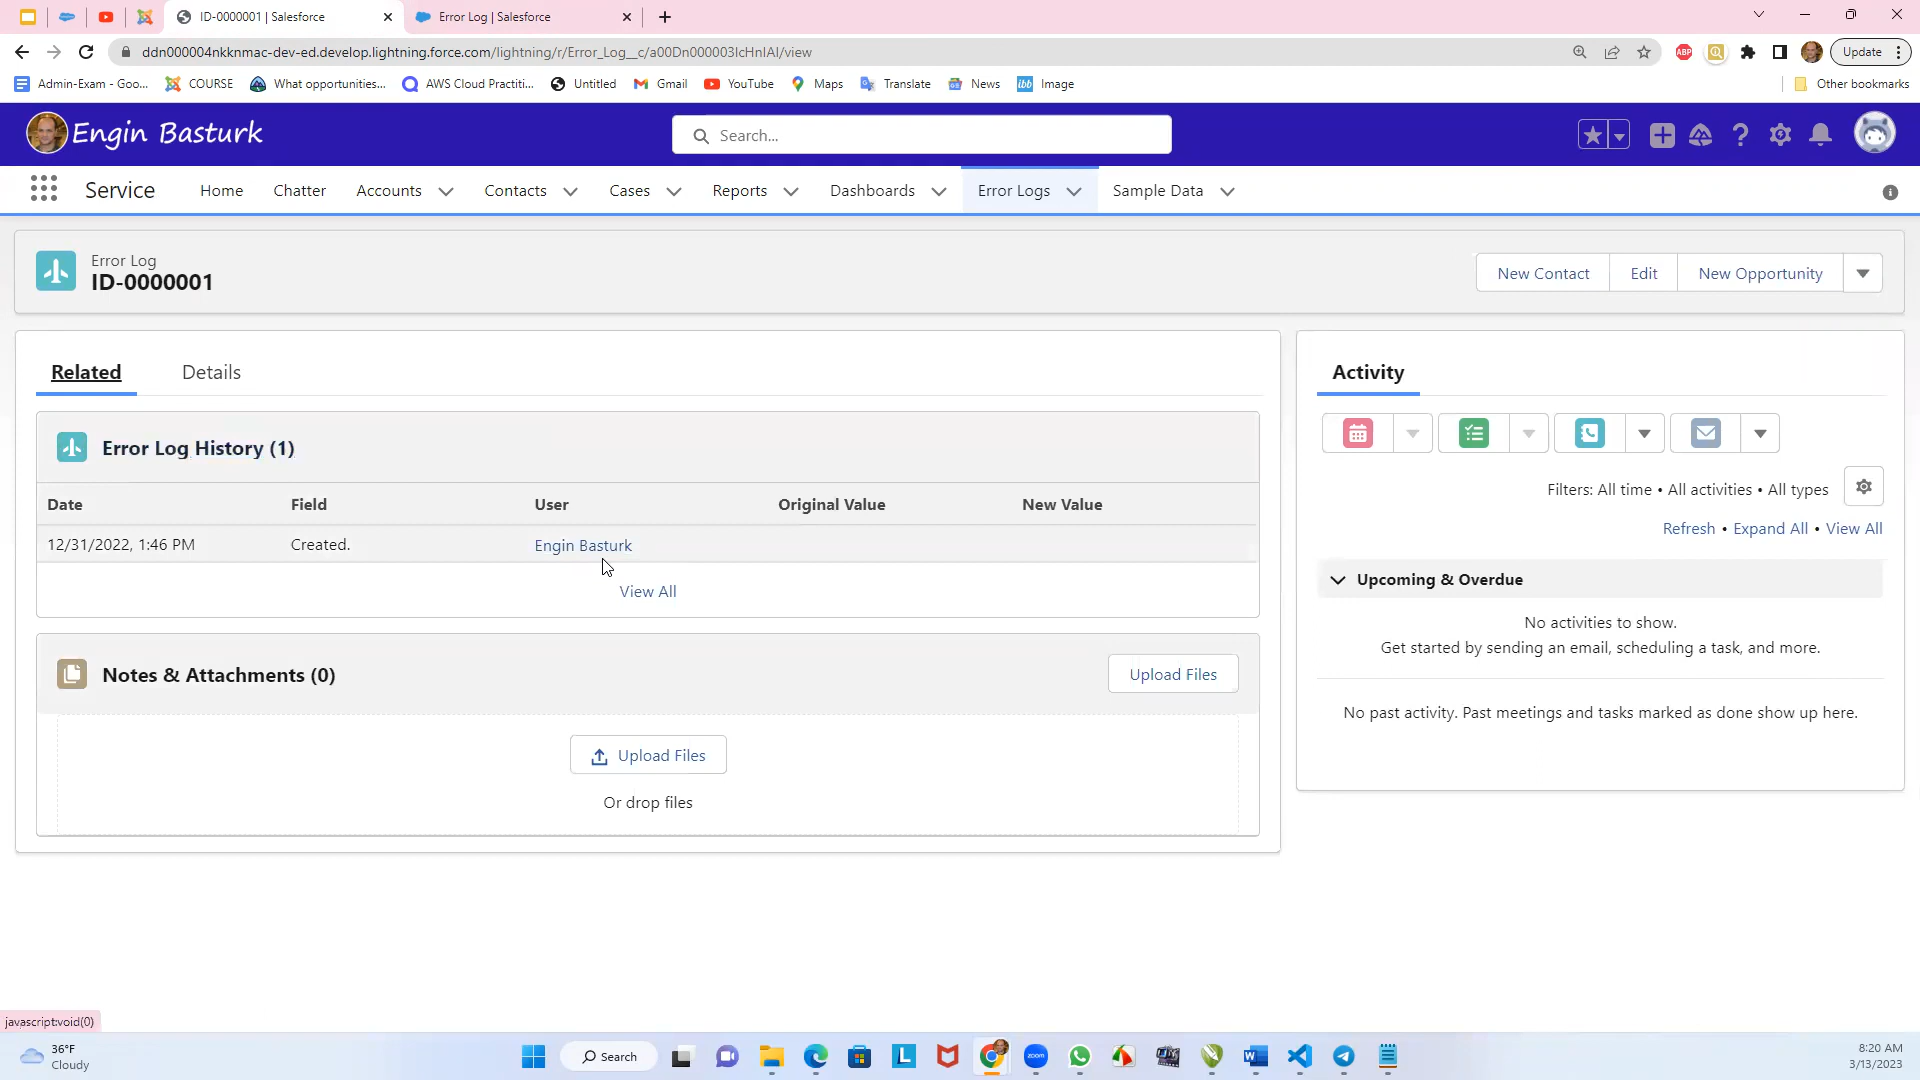 ID-0000001 | Salesforce
Error Log | Salesforce
ddn000004nkknmac-dev-ed.develop.lightning.force.com/lightning/r/Error_Log__c/a00Dn000003IcHnIAI/view
ABP
Update
Admin-Exam - Goo...
COURSE
What opportunities...
AWS Cloud Practiti...
Untitled
Gmail
YouTube
Maps
Translate
News
ibb
Image
Other bookmarks
Engin Basturk
Search...
Service
Home
Chatter
Accounts
Contacts
Cases
Reports
Dashboards
Error Logs
Sample Data
Error Log
ID-0000001
New Contact
Edit
New Opportunity
Related
Details
Error Log History (1)
Date Field User Original Value New Value
12/31/2022, 1:46 PM Created. Engin Basturk
View All
Notes & Attachments (0)
Upload Files
Upload Files
Or drop files
Activity
Filters: All time • All activities • All types
Refresh • Expand All • View All
Upcoming & Overdue
No activities to show.
Get started by sending an email, scheduling a task, and more.
No past activity. Past meetings and tasks marked as done show up here.
javascript:void(0)
36°F
Cloudy
Search
L
zoom
W
8:20 AM
3/13/2023